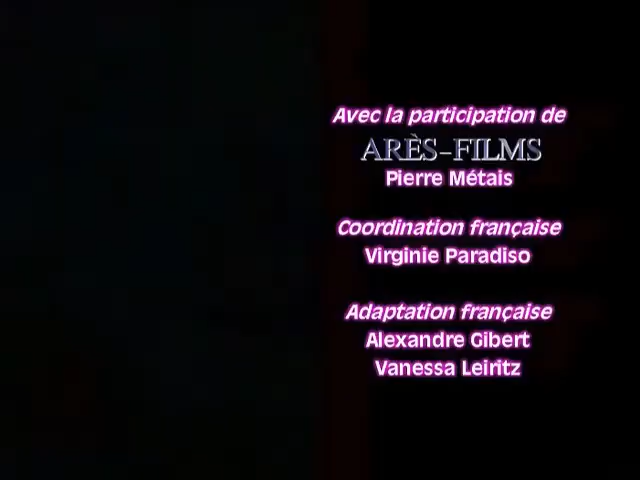 Avec la participation de
ARÈS-FILMS
Pierre Métais
Coordination française
Virginie Paradiso
Adaptation française
Alexandre Gibert
Vanessa Leiritz